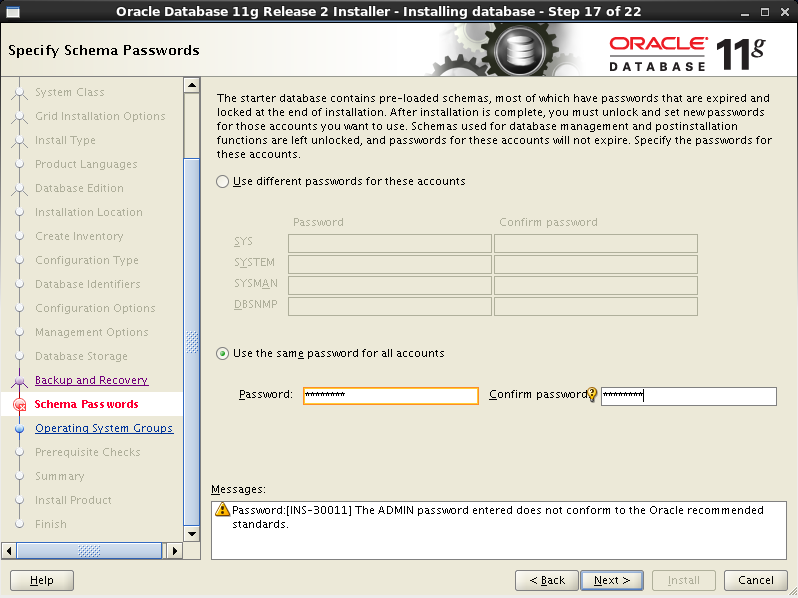 Oracle Database 11g Release 2 Installer - Installing database - Step 17 of 22
Specify Schema Passwords
ORACLE
DATABASE 11g
System Class
Grid Installation Options
Install Type
Product Languages
Database Edition
Installation Location
Create Inventory
Configuration Type
Database Identifiers
Configuration Options
Management Options
Database Storage
Backup and Recovery
Schema Passwords
Operating System Groups
Prerequisite Checks
Summary
Install Product
Finish
The starter database contains pre-loaded schemas, most of which have passwords that are expired and
locked at the end of installation. After installation is complete, you must unlock and set new passwords
for those accounts you want to use. Schemas used for database management and postinstallation
functions are left unlocked, and passwords for these accounts will not expire. Specify the passwords for
these accounts.
Use different passwords for these accounts
Password Confirm password
SYS
SYSTEM
SYSMAN
DBSNMP
Use the same password for all accounts
Password: ******** Confirm password ********
Messages:
Password:[INS-30011] The ADMIN password entered does not conform to the Oracle recommended
standards.
Help < Back Next > Install Cancel